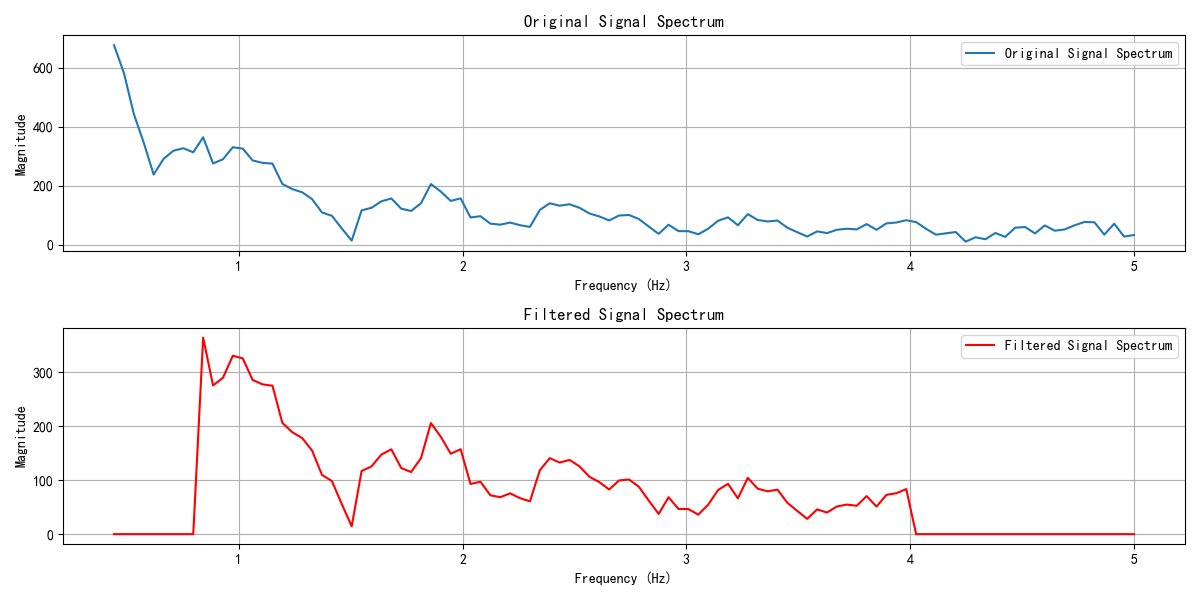 Original Signal Spectrum
Original Signal Spectrum
Magnitude
600
400
200
0
1 2 3 4 5
Frequency (Hz)
Filtered Signal Spectrum
Filtered Signal Spectrum
Magnitude
300
200
100
0
1 2 3 4 5
Frequency (Hz)